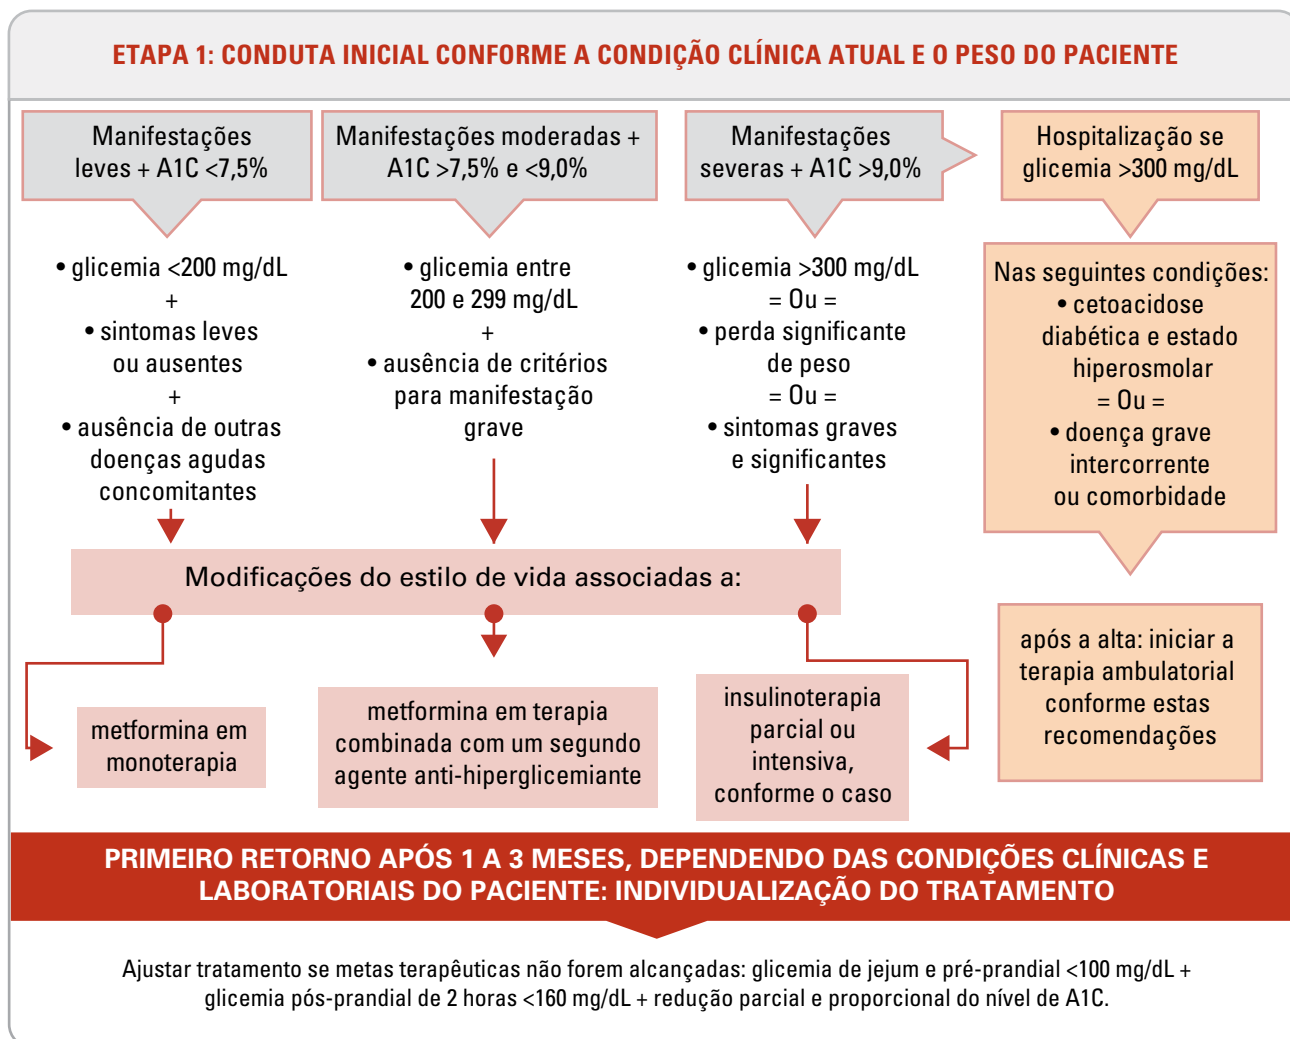 ETAPA 1: CONDUTA INICIAL CONFORME A CONDIÇÃO CLÍNICA ATUAL E O PESO DO PACIENTE
Manifestações
leves + A1C <7,5%
Manifestações moderadas +
A1C >7,5% e <9,0%
Manifestações
severas + A1C >9,0%
Hospitalização se
glicemia >300 mg/dL
• glicemia <200 mg/dL
+
• sintomas leves
ou ausentes
+
• ausência de outras
doenças agudas
concomitantes
• glicemia entre
200 e 299 mg/dL
+
• ausência de critérios
para manifestação
grave
• glicemia >300 mg/dL
= Ou =
• perda significante
de peso
= Ou =
• sintomas graves
e significantes
Nas seguintes condições:
• cetoacidose
diabética e estado
hiperosmolar
= Ou =
• doença grave
intercorrente
ou comorbidade
Modificações do estilo de vida associadas a:
metformina em
monoterapia
metformina em terapia
combinada com um segundo
agente anti-hiperglicemiante
insulinoterapia
parcial ou
intensiva,
conforme o caso
após a alta: iniciar a
terapia ambulatorial
conforme estas
recomendações
PRIMEIRO RETORNO APÓS 1 A 3 MESES, DEPENDENDO DAS CONDIÇÕES CLÍNICAS E
LABORATORIAIS DO PACIENTE: INDIVIDUALIZAÇÃO DO TRATAMENTO
Ajustar tratamento se metas terapêuticas não forem alcançadas: glicemia de jejum e pré-prandial <100 mg/dL +
glicemia pós-prandial de 2 horas <160 mg/dL + redução parcial e proporcional do nível de A1C.